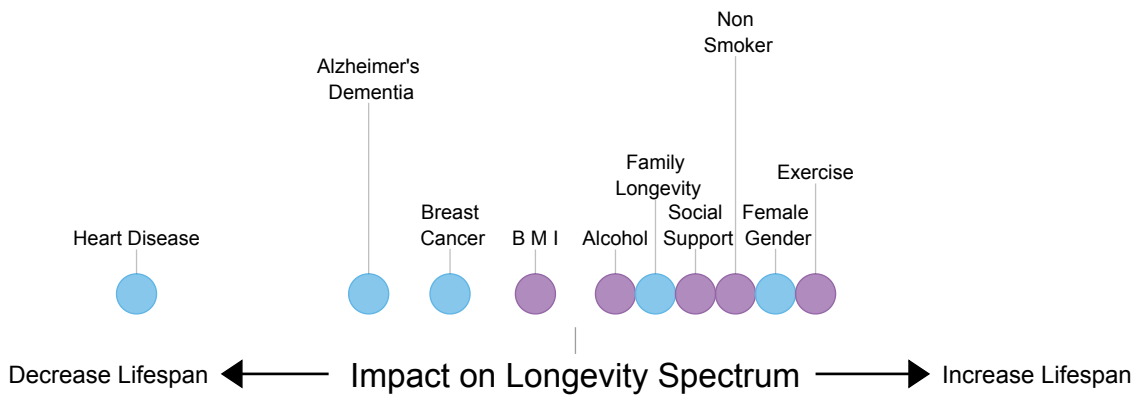 Non
Smoker
Alzheimer's
Dementia
Family
Longevity
Exercise
Heart Disease
Breast
Cancer
B M I
Alcohol
Social
Support
Female
Gender
Decrease Lifespan
Impact on Longevity Spectrum
Increase Lifespan